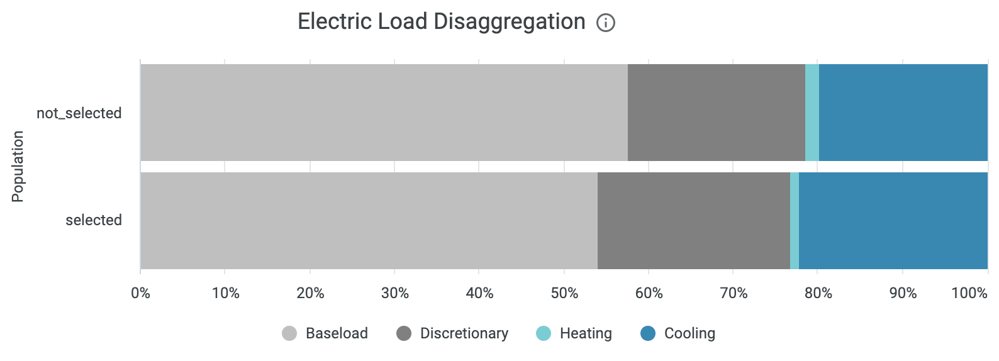 Electric Load Disaggregation
Population
not_selected
selected
0% 10% 20% 30% 40% 50% 60% 70% 80% 90% 100%
Baseload Discretionary Heating Cooling